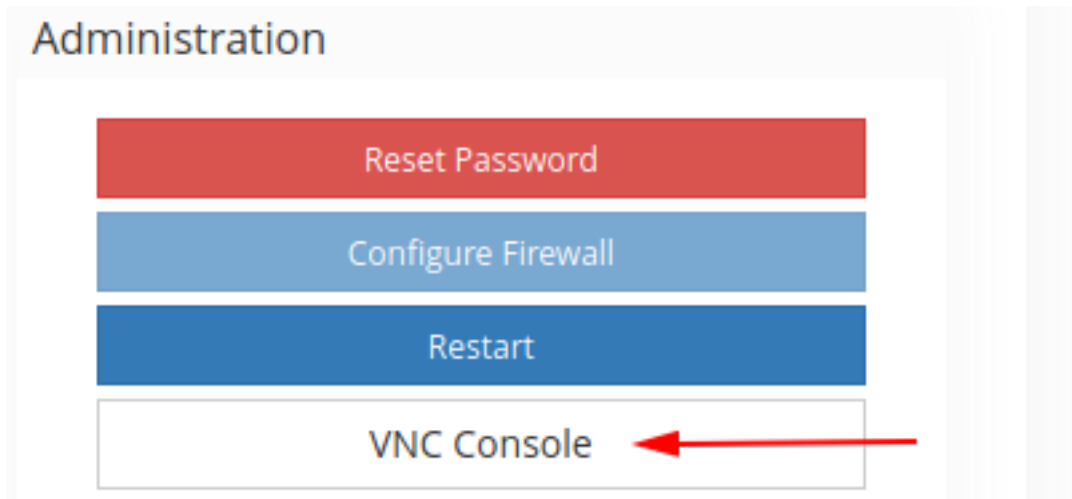 Administration
Reset Password
Configure Firewall
Restart
VNC Console